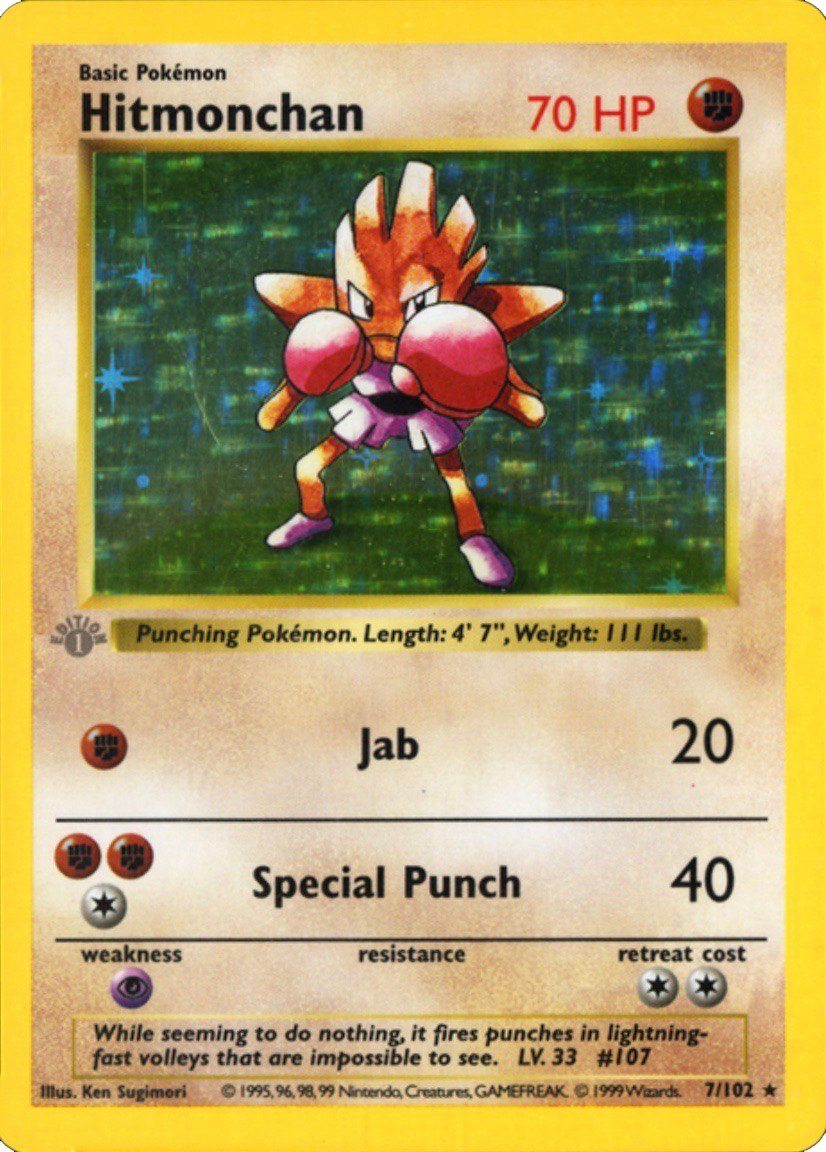 Basic Pokémon
Hitmonchan 70 HP
EDITION 1
Punching Pokémon. Length: 4' 7", Weight: 111 lbs.
Jab 20
Special Punch 40
weakness resistance retreat cost
While seeming to do nothing, it fires punches in lightning-
fast volleys that are impossible to see. LV. 33 #107
Illus. Ken Sugimori © 1995, 96, 98, 99 Nintendo, Creatures, GAMEFREAK. © 1999 Wizards. 7/102 ★